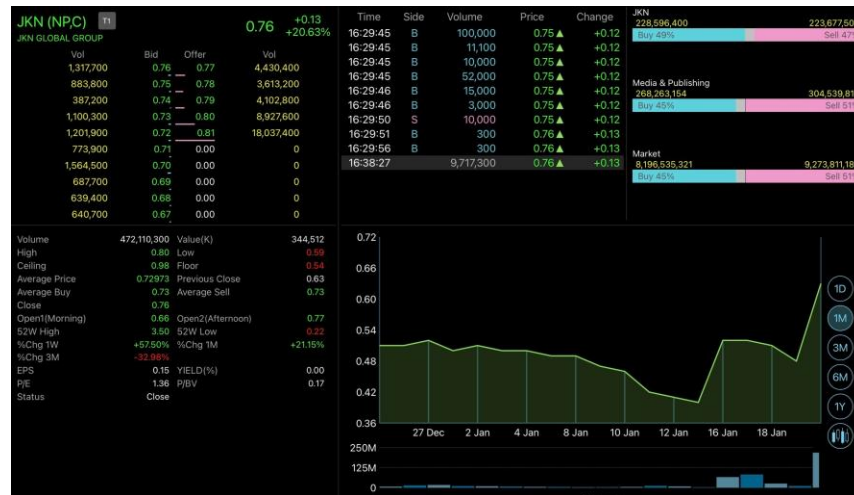 JKN (NP,C) T1
JKN GLOBAL GROUP
0.76 +0.13
+20.63%
Vol Bid Offer Vol
1,317,700 0.76 0.77 4,430,400
883,800 0.75 0.78 3,613,200
387,200 0.74 0.79 4,102,800
1,100,300 0.73 0.80 8,927,600
1,201,900 0.72 0.81 18,037,400
773,900 0.71 0.00 0
1,564,500 0.70 0.00 0
687,700 0.69 0.00 0
639,400 0.68 0.00 0
640,700 0.67 0.00 0
Time Side Volume Price Change
16:29:45 B 100,000 0.75▲ +0.12
16:29:45 B 11,100 0.75▲ +0.12
16:29:45 B 10,000 0.75▲ +0.12
16:29:45 B 52,000 0.75▲ +0.12
16:29:46 B 15,000 0.75▲ +0.12
16:29:46 B 3,000 0.75▲ +0.12
16:29:50 S 10,000 0.75▲ +0.12
16:29:51 B 300 0.76▲ +0.13
16:29:56 B 300 0.76▲ +0.13
16:38:27 9,717,300 0.76▲ +0.13
JKN
228,596,400 223,677,50
Buy 49% Sell 47%
Media & Publishing
268,263,154 304,539,81
Buy 45% Sell 51%
Market
8,196,535,321 9,273,811,18
Buy 45% Sell 51%
Volume 472,110,300 Value(K) 344,512
High 0.80 Low 0.59
Ceiling 0.98 Floor 0.54
Average Price 0.72973 Previous Close 0.63
Average Buy 0.73 Average Sell 0.73
Close 0.76
Open1(Morning) 0.66 Open2(Afternoon) 0.77
52W High 3.50 52W Low 0.22
%Chg 1W +57.50% %Chg 1M +21.15%
%Chg 3M -32.98%
EPS 0.15 YIELD(%) 0.00
P/E 1.36 P/BV 0.17
Status Close
0.72
0.66
0.60
0.54
0.48
0.42
0.36
27 Dec 2 Jan 4 Jan 8 Jan 10 Jan 12 Jan 16 Jan 18 Jan
250M
125M
0
1D
1M
3M
6M
1Y